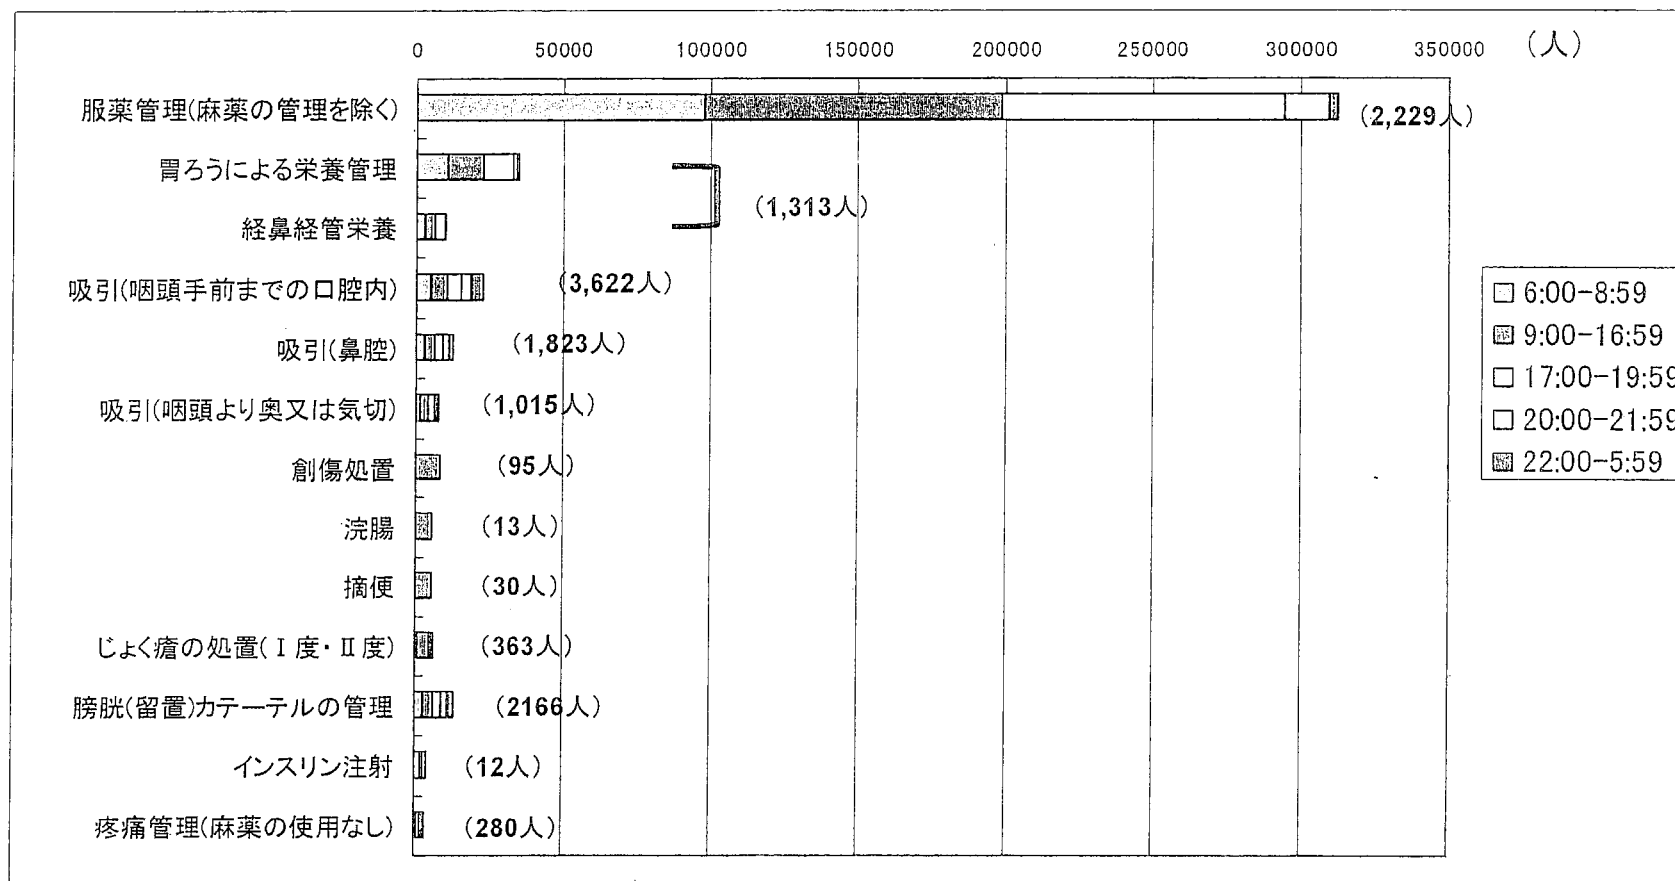 0 50000 100000 150000 200000 250000 300000 350000 (人)
服薬管理(麻薬の管理を除く) (2,229人)
胃ろうによる栄養管理
(1,313人)
経鼻経管栄養
吸引(咽頭手前までの口腔内) (3,622人)
吸引(鼻腔) (1,823人)
吸引(咽頭より奥又は気切) (1,015人)
創傷処置 (95人)
浣腸 (13人)
摘便 (30人)
じょく瘡の処置(Ⅰ度・Ⅱ度) (363人)
膀胱(留置)カテーテルの管理 (2166人)
インスリン注射 (12人)
疼痛管理(麻薬の使用なし) (280人)
6:00-8:59
9:00-16:59
17:00-19:59
20:00-21:59
22:00-5:59